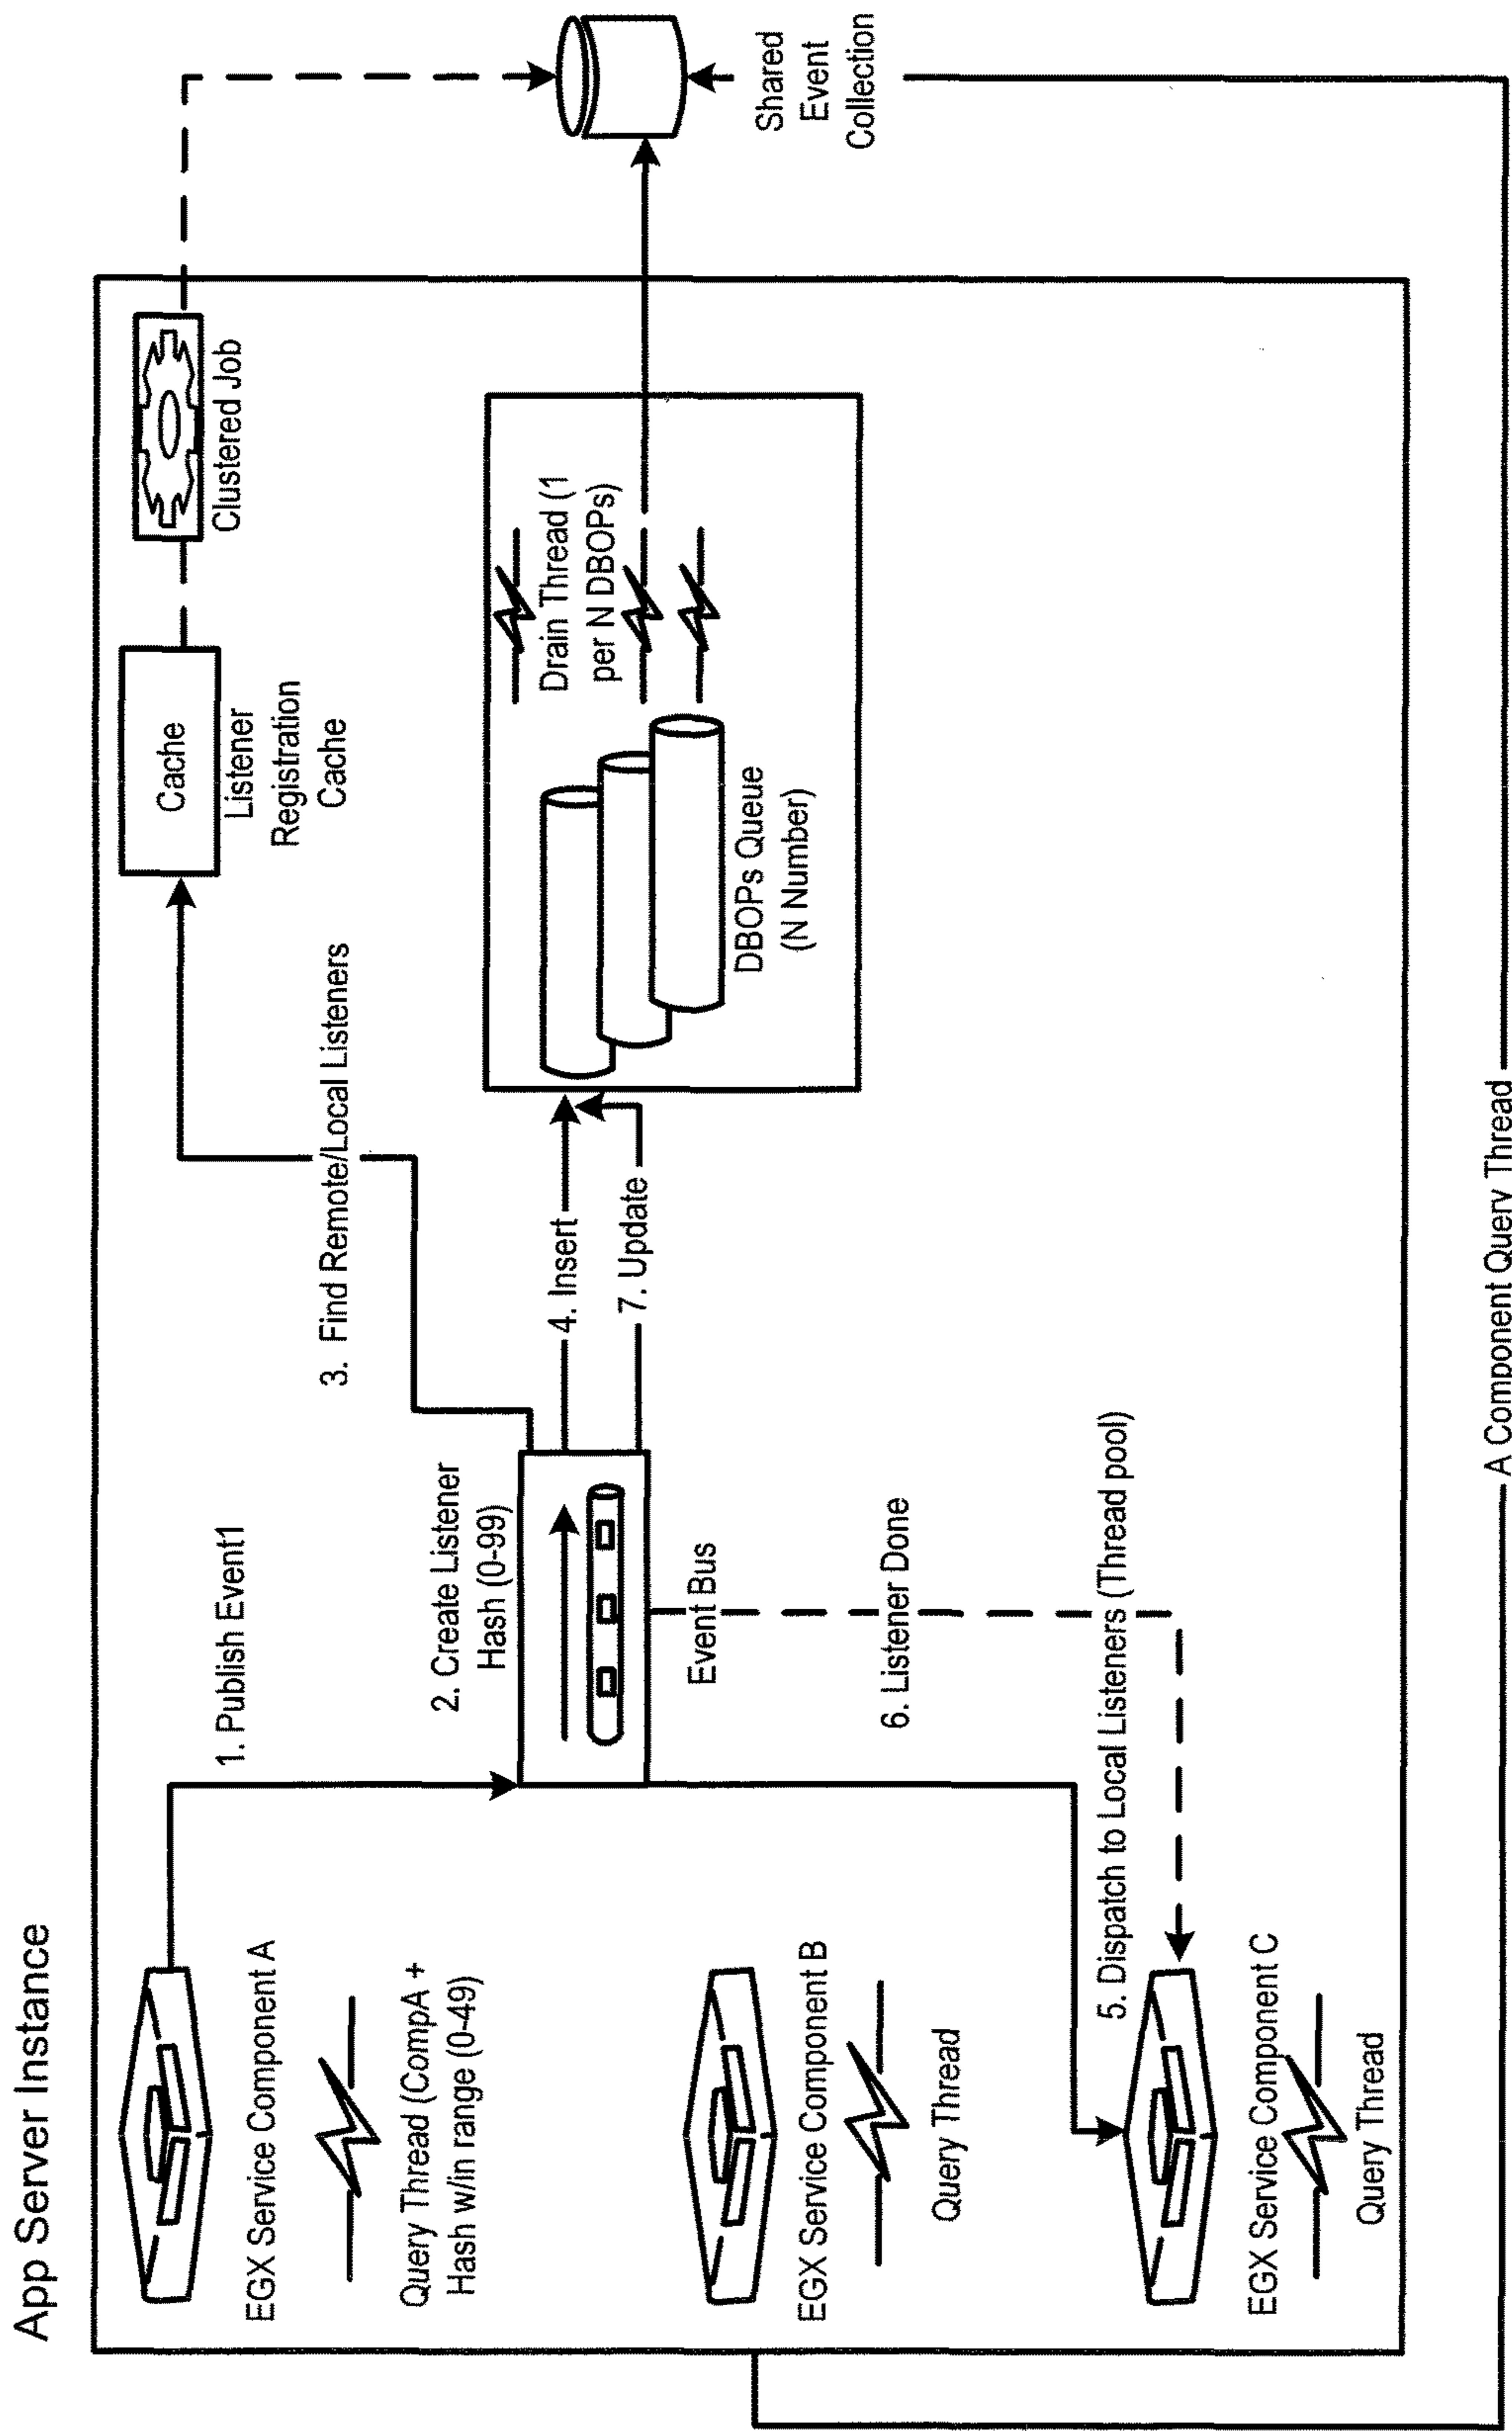 App Server Instance
EGX Service Component A
Query Thread (CompA +
Hash w/in range (0-49)
EGX Service Component B
Query Thread
EGX Service Component C
Query Thread
1. Publish Event1
2. Create Listener
Hash (0-99)
Event Bus
6. Listener Done
5. Dispatch to Local Listeners (Thread pool)
3. Find Remote/Local Listeners
4. Insert
7. Update
Cache
Listener
Registration
Cache
Clustered Job
Drain Thread (1
per N DBOPs)
DBOPs Queue
(N Number)
Shared
Event
Collection
A Component Query Thread